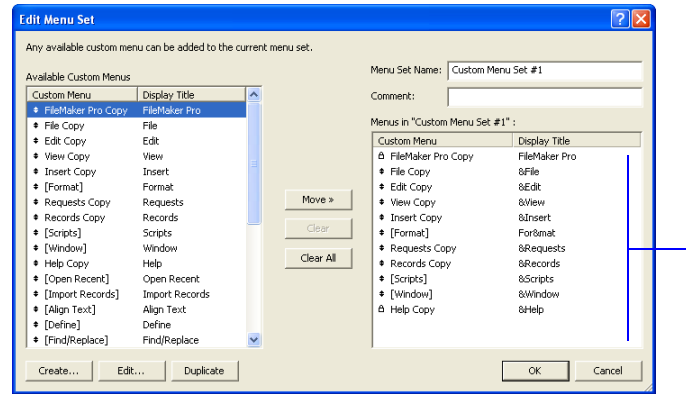 Edit Menu Set
Any available custom menu can be added to the current menu set.
Available Custom Menus
Custom Menu Display Title
FileMaker Pro Copy FileMaker Pro
File Copy File
Edit Copy Edit
View Copy View
Insert Copy Insert
[Format] Format
Requests Copy Requests
Records Copy Records
[Scripts] Scripts
[Window] Window
Help Copy Help
[Open Recent] Open Recent
[Import Records] Import Records
[Align Text] Align Text
[Define] Define
[Find/Replace] Find/Replace
Create... Edit... Duplicate
Move »
Clear
Clear All
Menu Set Name: Custom Menu Set #1
Comment:
Menus in "Custom Menu Set #1" :
Custom Menu Display Title
FileMaker Pro Copy FileMaker Pro
File Copy &File
Edit Copy &Edit
View Copy &View
Insert Copy &Insert
[Format] For&mat
Requests Copy &Requests
Records Copy &Records
[Scripts] &Scripts
[Window] &Window
Help Copy &Help
OK Cancel